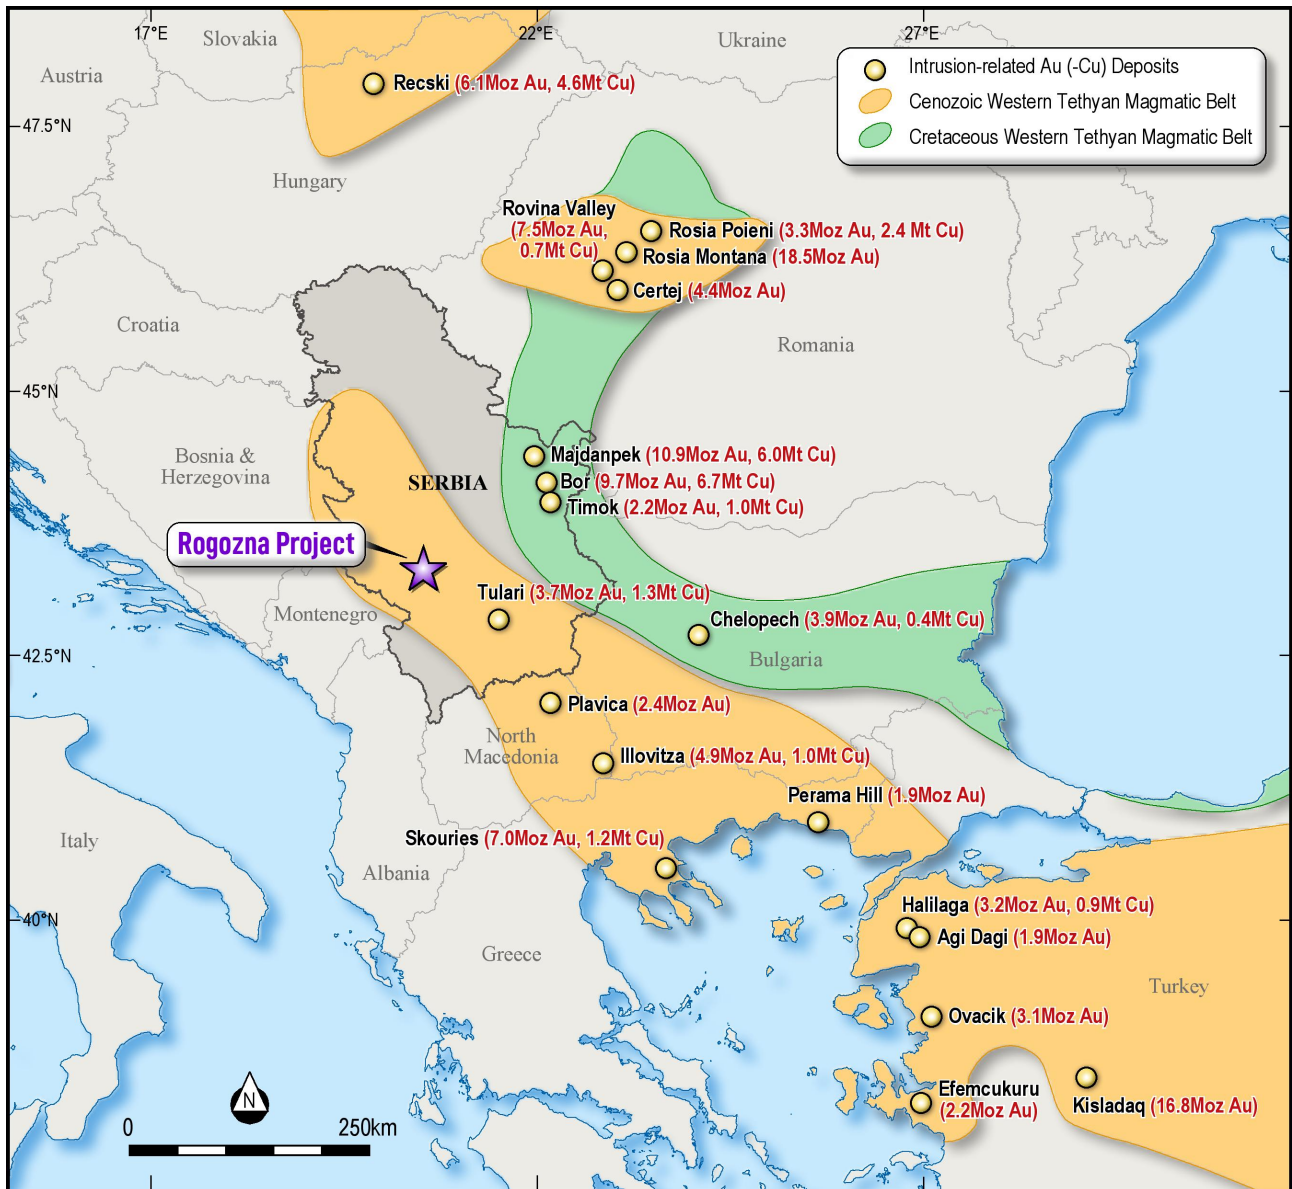 17°E
22°E
27°E
Slovakia
Ukraine
Austria
Intrusion-related Au (-Cu) Deposits
Cenozoic Western Tethyan Magmatic Belt
Cretaceous Western Tethyan Magmatic Belt
Recski (6.1Moz Au, 4.6Mt Cu)
47.5°N
Hungary
Rovina Valley
(7.5Moz Au,
0.7Mt Cu)
Rosia Poieni (3.3Moz Au, 2.4 Mt Cu)
Rosia Montana (18.5Moz Au)
Certej (4.4Moz Au)
Croatia
Romania
45°N
Bosnia &
Herzegovina
SERBIA
Majdanpek (10.9Moz Au, 6.0Mt Cu)
Bor (9.7Moz Au, 6.7Mt Cu)
Timok (2.2Moz Au, 1.0Mt Cu)
Rogozna Project
Tulari (3.7Moz Au, 1.3Mt Cu)
Montenegro
Chelopech (3.9Moz Au, 0.4Mt Cu)
Bulgaria
42.5°N
Plavica (2.4Moz Au)
North
Macedonia
Illovitza (4.9Moz Au, 1.0Mt Cu)
Perama Hill (1.9Moz Au)
Skouries (7.0Moz Au, 1.2Mt Cu)
Italy
Albania
40°N
Halilaga (3.2Moz Au, 0.9Mt Cu)
Agi Dagi (1.9Moz Au)
Greece
Turkey
Ovacik (3.1Moz Au)
Efemcukuru
(2.2Moz Au)
Kisladaq (16.8Moz Au)
N
0
250km